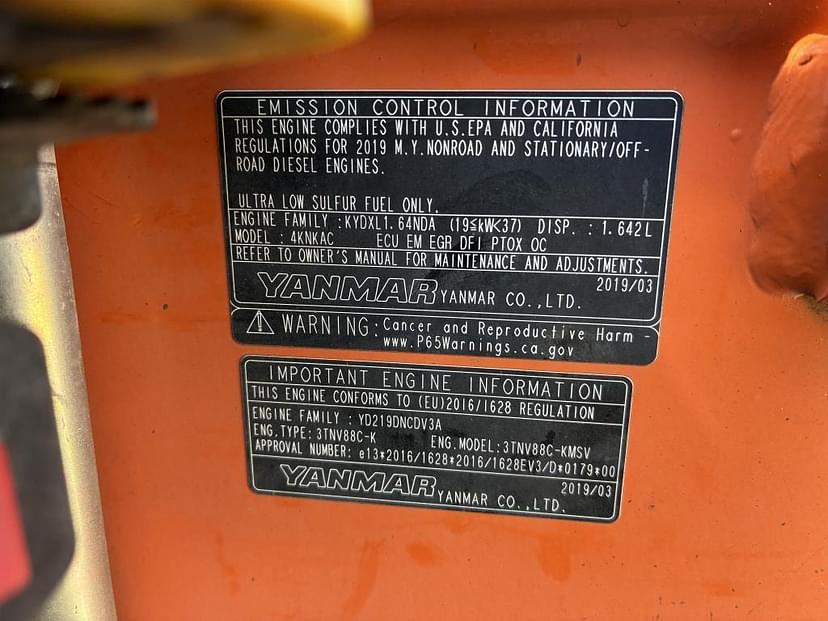 EMISSION CONTROL INFORMATION
THIS ENGINE COMPLIES WITH U.S.EPA AND CALIFORNIA
REGULATIONS FOR 2019 M.Y.NONROAD AND STATIONARY/OFF-
ROAD DIESEL ENGINES.
ULTRA LOW SULFUR FUEL ONLY.
ENGINE FAMILY :KYDXL1.64NDA (19≦kW<37) DISP. : 1.642L
MODEL : 4KNKAC ECU EM EGR DFI PTOX OC
REFER TO OWNER'S MANUAL FOR MAINTENANCE AND ADJUSTMENTS.
2019/03
YANMAR YANMAR CO.,LTD.
WARNING:Cancer and Reproductive Harm -
www.P65Warnings.ca.gov
IMPORTANT ENGINE INFORMATION
THIS ENGINE CONFORMS TO (EU)2016/1628 REGULATION
ENGINE FAMILY : YD219DNCDV3A
ENG.TYPE: 3TNV88C-K ENG.MODEL:3TNV88C-KMSV
APPROVAL NUMBER: e13*2016/1628*2016/1628EV3/D*0179*00
2019/03
YANMAR YANMAR CO.,LTD.